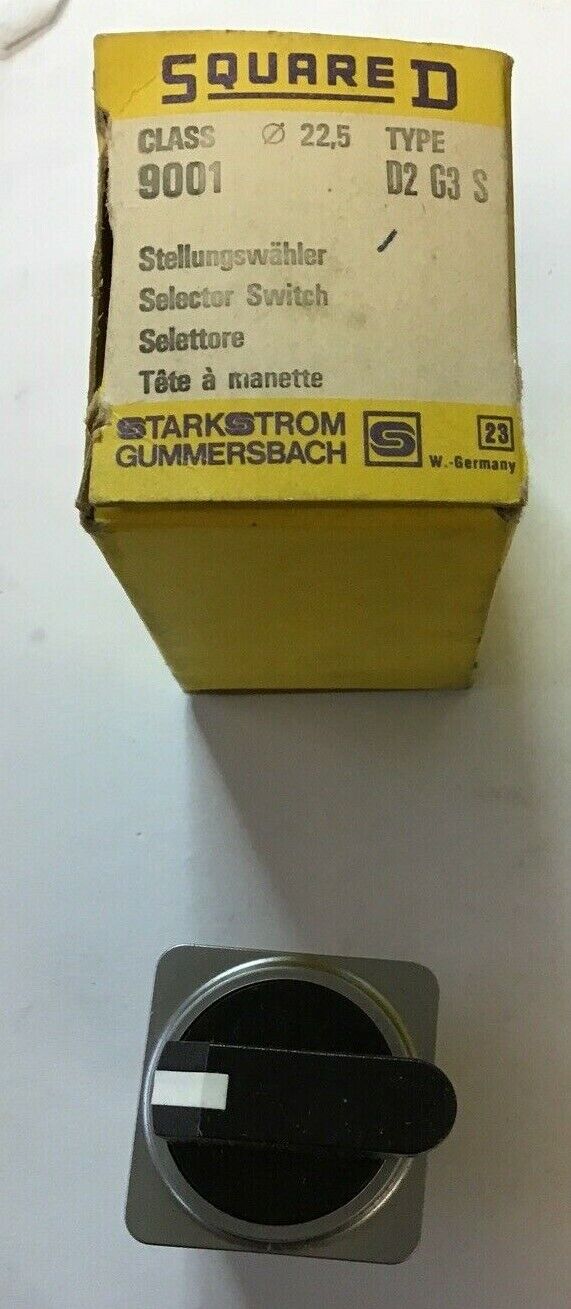 SQUARE D
CLASS Ø 22,5 TYPE
9001 D2 G3 S
Stellungswähler
Selector Switch
Selettore
Tête à manette
STARKSTROM
GUMMERSBACH
S
23
W.-Germany